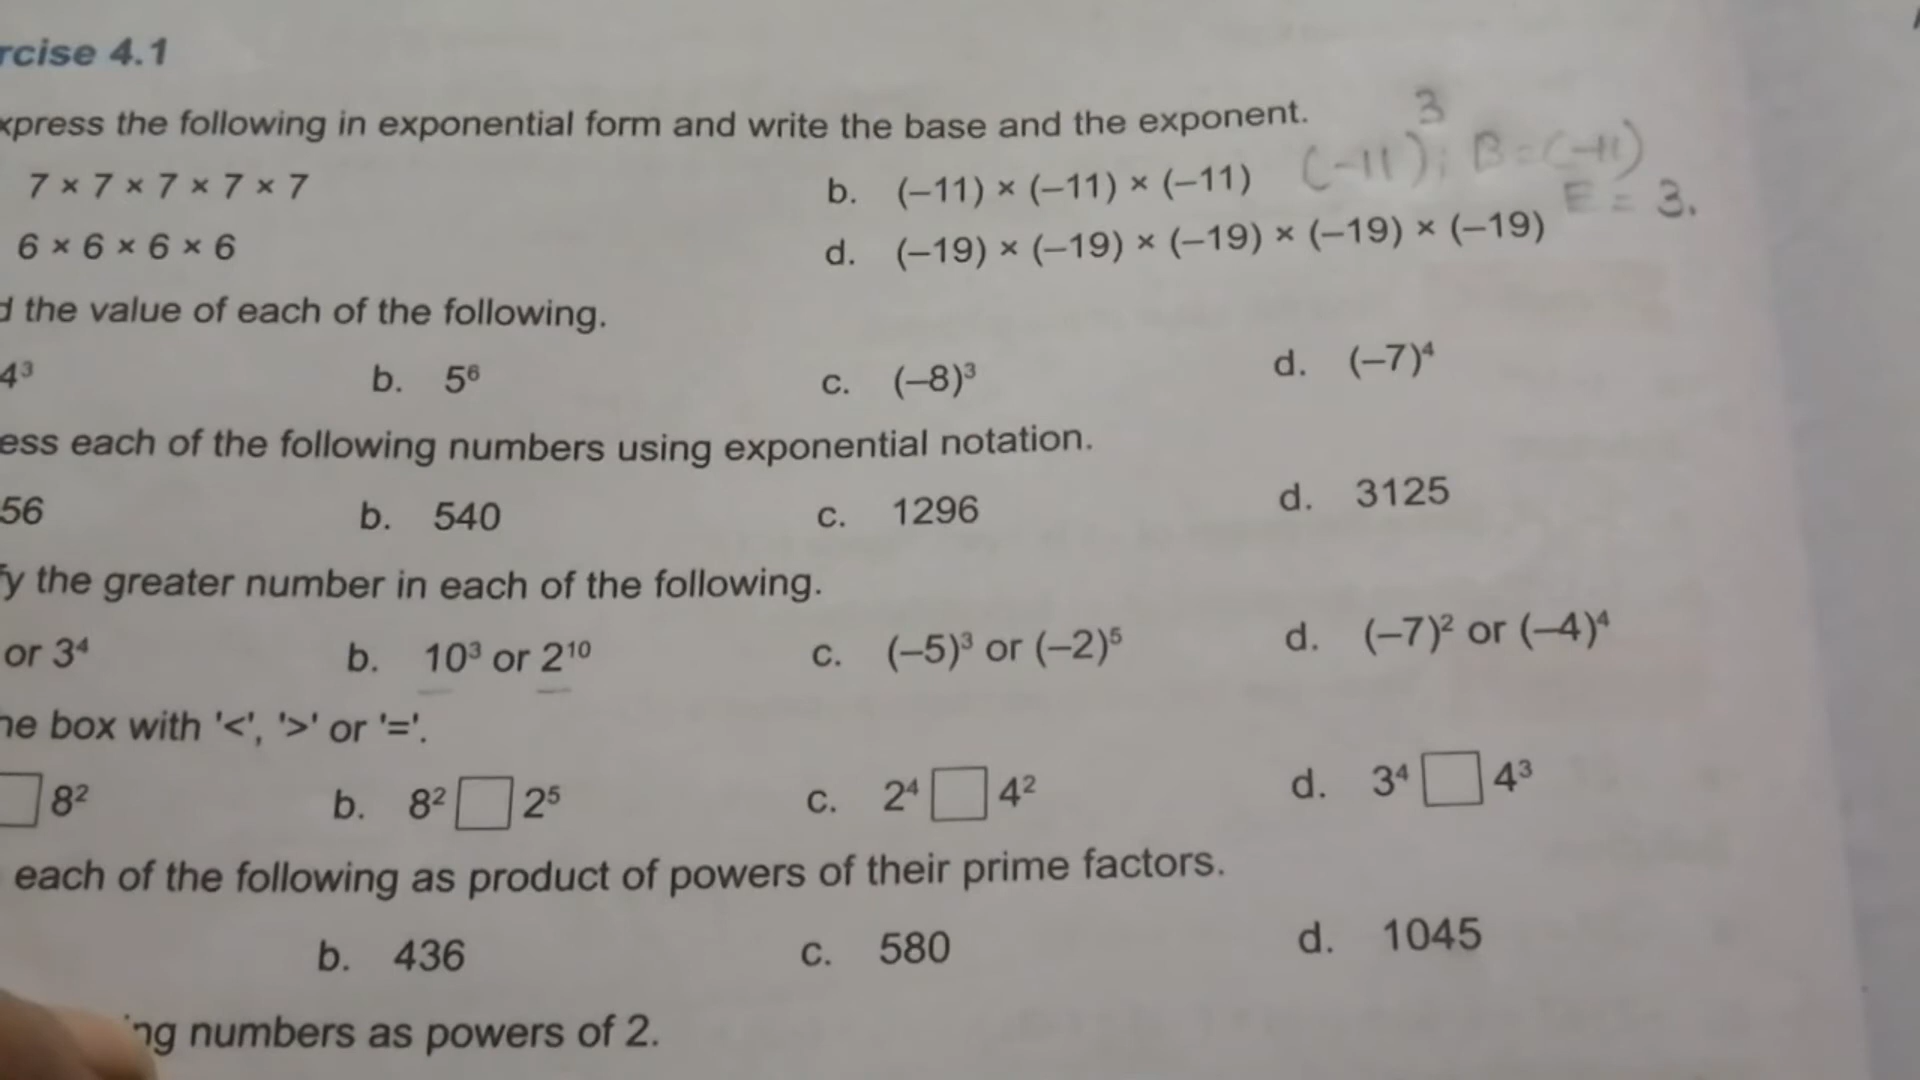 rcise 4.1
xpress the following in exponential form and write the base and the exponent.
7 × 7 × 7 × 7 × 7
b. (–11) × (–11) × (–11) (-11)³; B=(-11)
E = 3.
6 × 6 × 6 × 6
d. (–19) × (–19) × (–19) × (–19) × (–19)
d the value of each of the following.
4³ b. 5⁶ c. (–8)³ d. (–7)⁴
ess each of the following numbers using exponential notation.
56 b. 540 c. 1296 d. 3125
fy the greater number in each of the following.
or 3⁴ b. 10³ or 2¹⁰ c. (–5)³ or (–2)⁵ d. (–7)² or (–4)⁴
he box with '<', '>' or '='.
□ 8² b. 8² □ 2⁵ c. 2⁴ □ 4² d. 3⁴ □ 4³
each of the following as product of powers of their prime factors.
b. 436 c. 580 d. 1045
ng numbers as powers of 2.